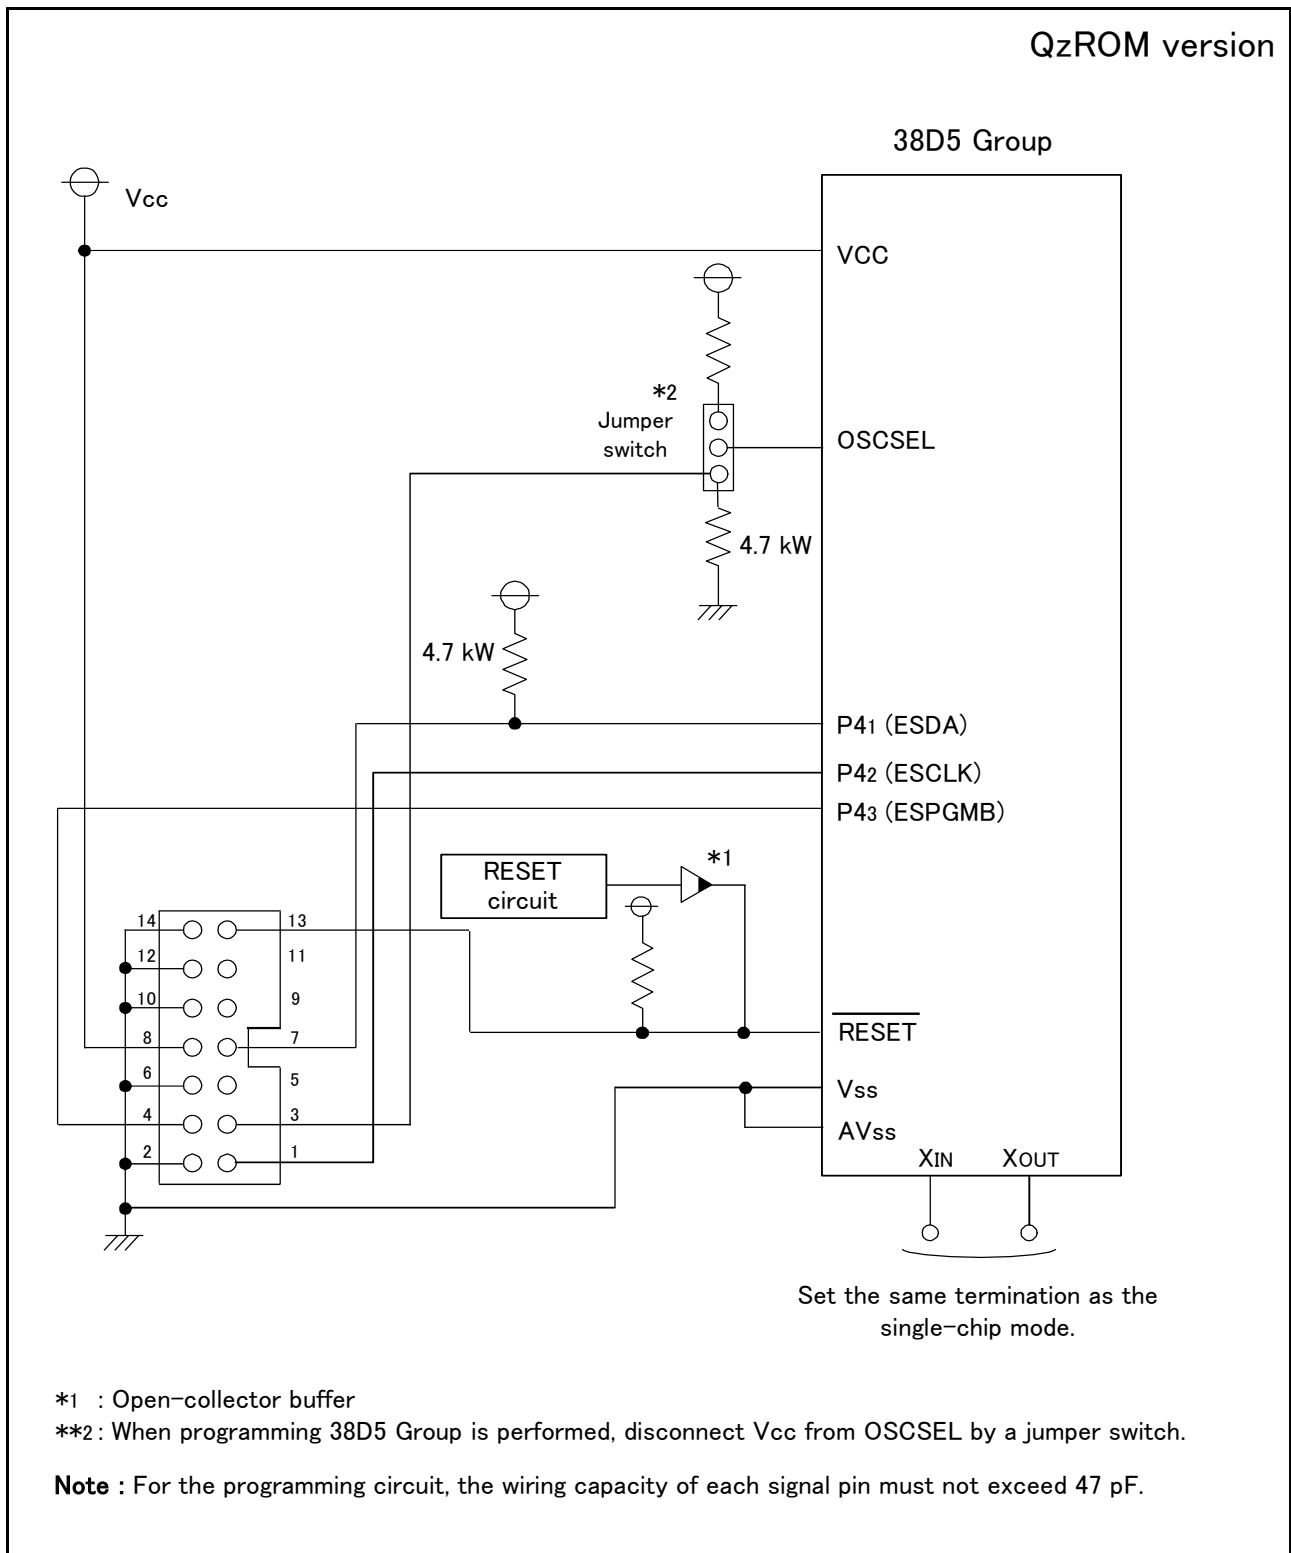 QzROM version
38D5 Group
Vcc
VCC
*2
Jumper
switch
OSCSEL
4.7 kW
4.7 kW
P41 (ESDA)
P42 (ESCLK)
P43 (ESPGMB)
RESET
circuit
*1
14
13
12
11
10
9
8
7
6
5
4
3
2
1
RESET
Vss
AVss
XIN
XOUT
Set the same termination as the
single-chip mode.
*1 : Open-collector buffer
**2 : When programming 38D5 Group is performed, disconnect Vcc from OSCSEL by a jumper switch.
Note : For the programming circuit, the wiring capacity of each signal pin must not exceed 47 pF.